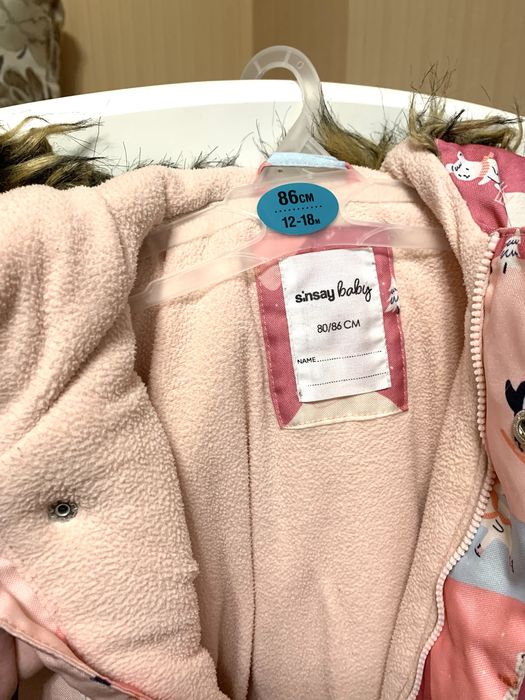 86CM
12-18M
sinsay baby
80/86 CM
NAME